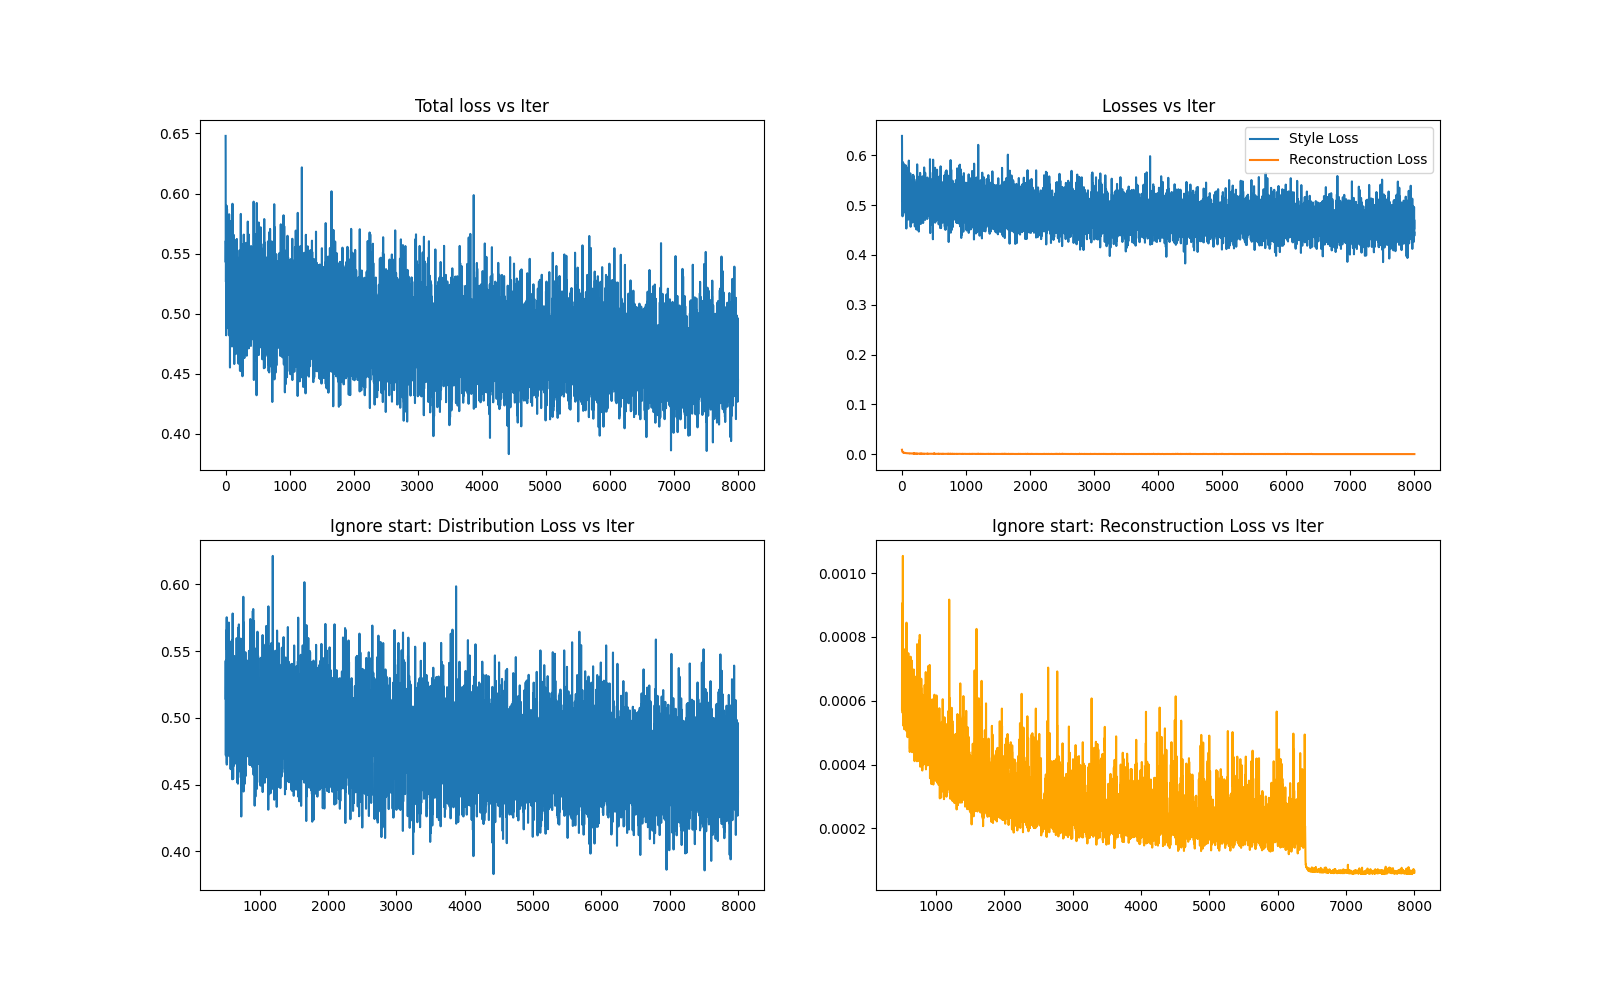 Total loss vs Iter
0.65
0.60
0.55
0.50
0.45
0.40
0 1000 2000 3000 4000 5000 6000 7000 8000
Losses vs Iter
Style Loss
Reconstruction Loss
0.6
0.5
0.4
0.3
0.2
0.1
0.0
0 1000 2000 3000 4000 5000 6000 7000 8000
Ignore start: Distribution Loss vs Iter
0.60
0.55
0.50
0.45
0.40
1000 2000 3000 4000 5000 6000 7000 8000
Ignore start: Reconstruction Loss vs Iter
0.0010
0.0008
0.0006
0.0004
0.0002
1000 2000 3000 4000 5000 6000 7000 8000